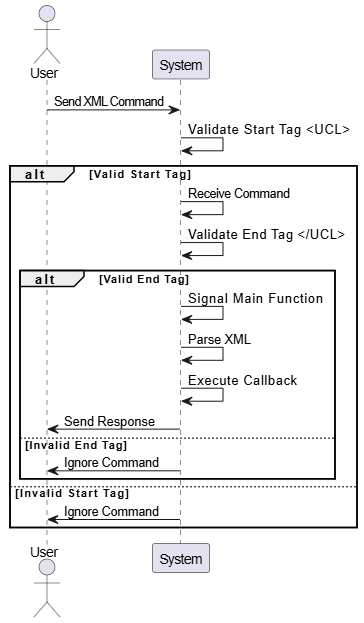 User
System
Send XML Command
Validate Start Tag <UCL>
alt [Valid Start Tag]
Receive Command
Validate End Tag </UCL>
alt [Valid End Tag]
Signal Main Function
Parse XML
Execute Callback
Send Response
[Invalid End Tag]
Ignore Command
[Invalid Start Tag]
Ignore Command
User
System